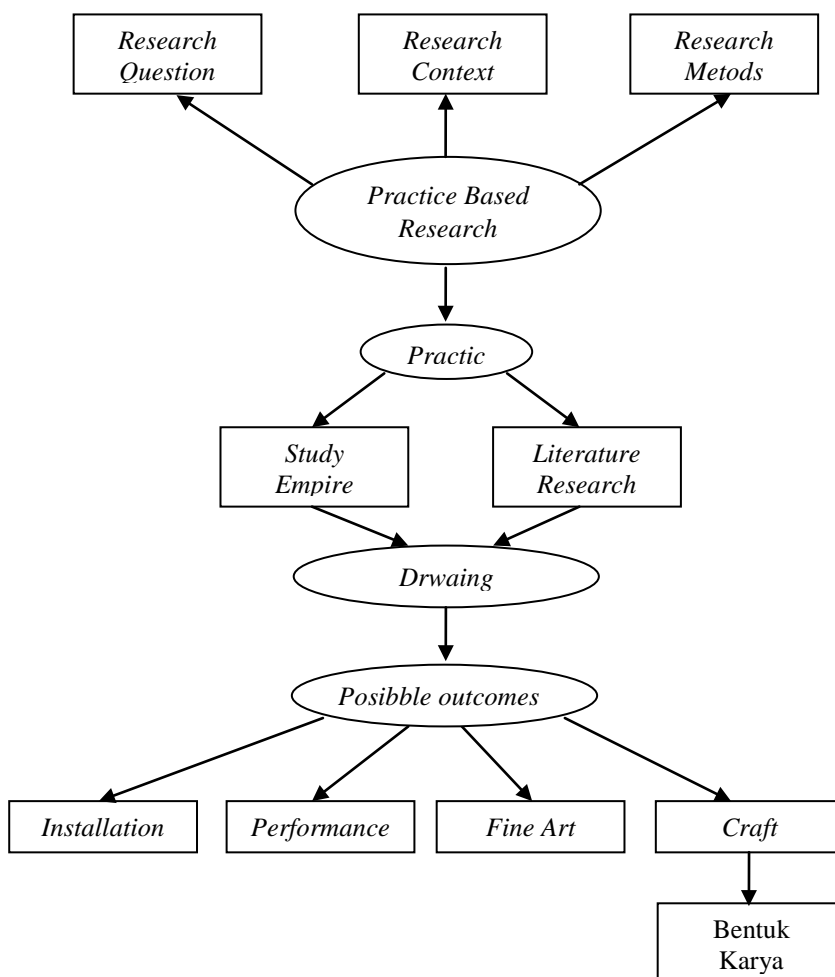 Research
Question
Research
Context
Research
Metods
Practice Based
Research
Practic
Study
Empire
Literature
Research
Drwaing
Posibble outcomes
Installation
Performance
Fine Art
Craft
Bentuk
Karya